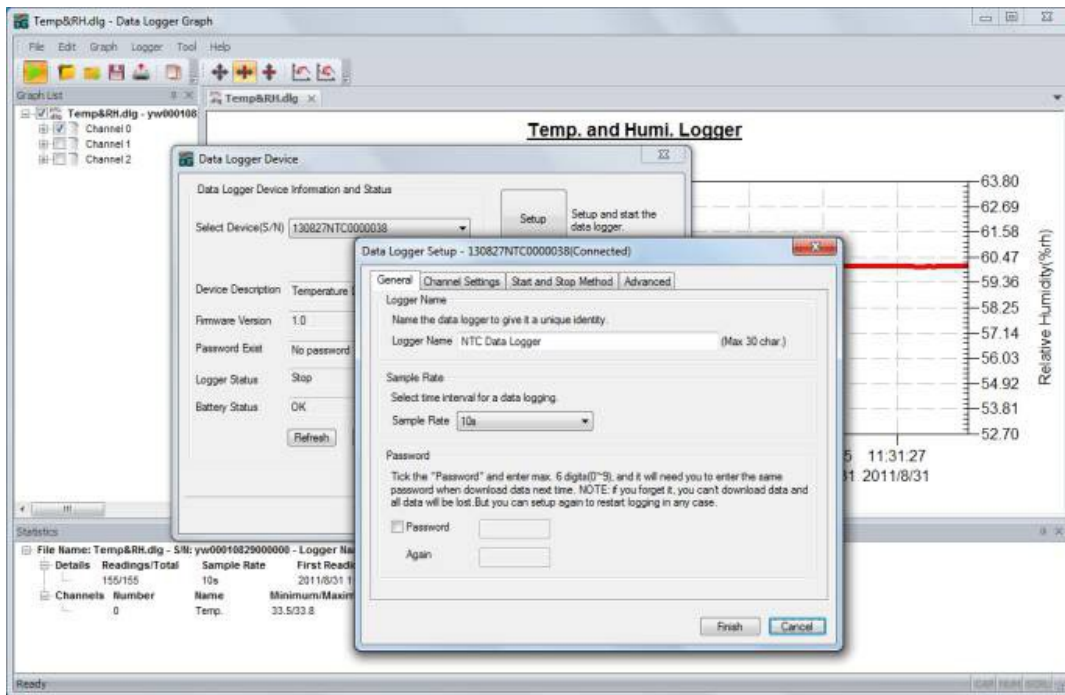 Temp&RH.dlg - Data Logger Graph
File Edit Graph Logger Tool Help
Graph List
Temp&RH.dlg
Temp&RH.dlg - yw000108
Channel 0
Channel 1
Channel 2
Temp. and Humi. Logger
63.80
62.69
61.58
60.47
59.36
58.25
57.14
56.03
54.92
53.81
52.70
Relative Humidity(%rh)
11:31:27
2011/8/31
Data Logger Device
Data Logger Device Information and Status
Select Device(S/N) 130827NTC0000038
Setup
Setup and start the
data logger.
Device Description Temperature
Firmware Version 1.0
Password Exist No password
Logger Status Stop
Battery Status OK
Refresh
Data Logger Setup - 130827NTC0000038(Connected)
General Channel Settings Start and Stop Method Advanced
Logger Name
Name the data logger to give it a unique identity.
Logger Name NTC Data Logger (Max 30 char.)
Sample Rate
Select time interval for a data logging.
Sample Rate 10s
Password
Tick the "Password" and enter max. 6 digits(0~9), and it will need you to enter the same
password when download data next time. NOTE: if you forget it, you can't download data and
all data will be lost.But you can setup again to restart logging in any case.
Password
Again
Finish Cancel
Statistics
File Name: Temp&RH.dlg - S/N: yw00010829000000 - Logger Na
Details Readings/Total Sample Rate First Readi
155/155 10s 2011/8/31 1
Channels Number Name Minimum/Maxim
0 Temp. 33.5/33.8
Ready
CAP NUM SCRL